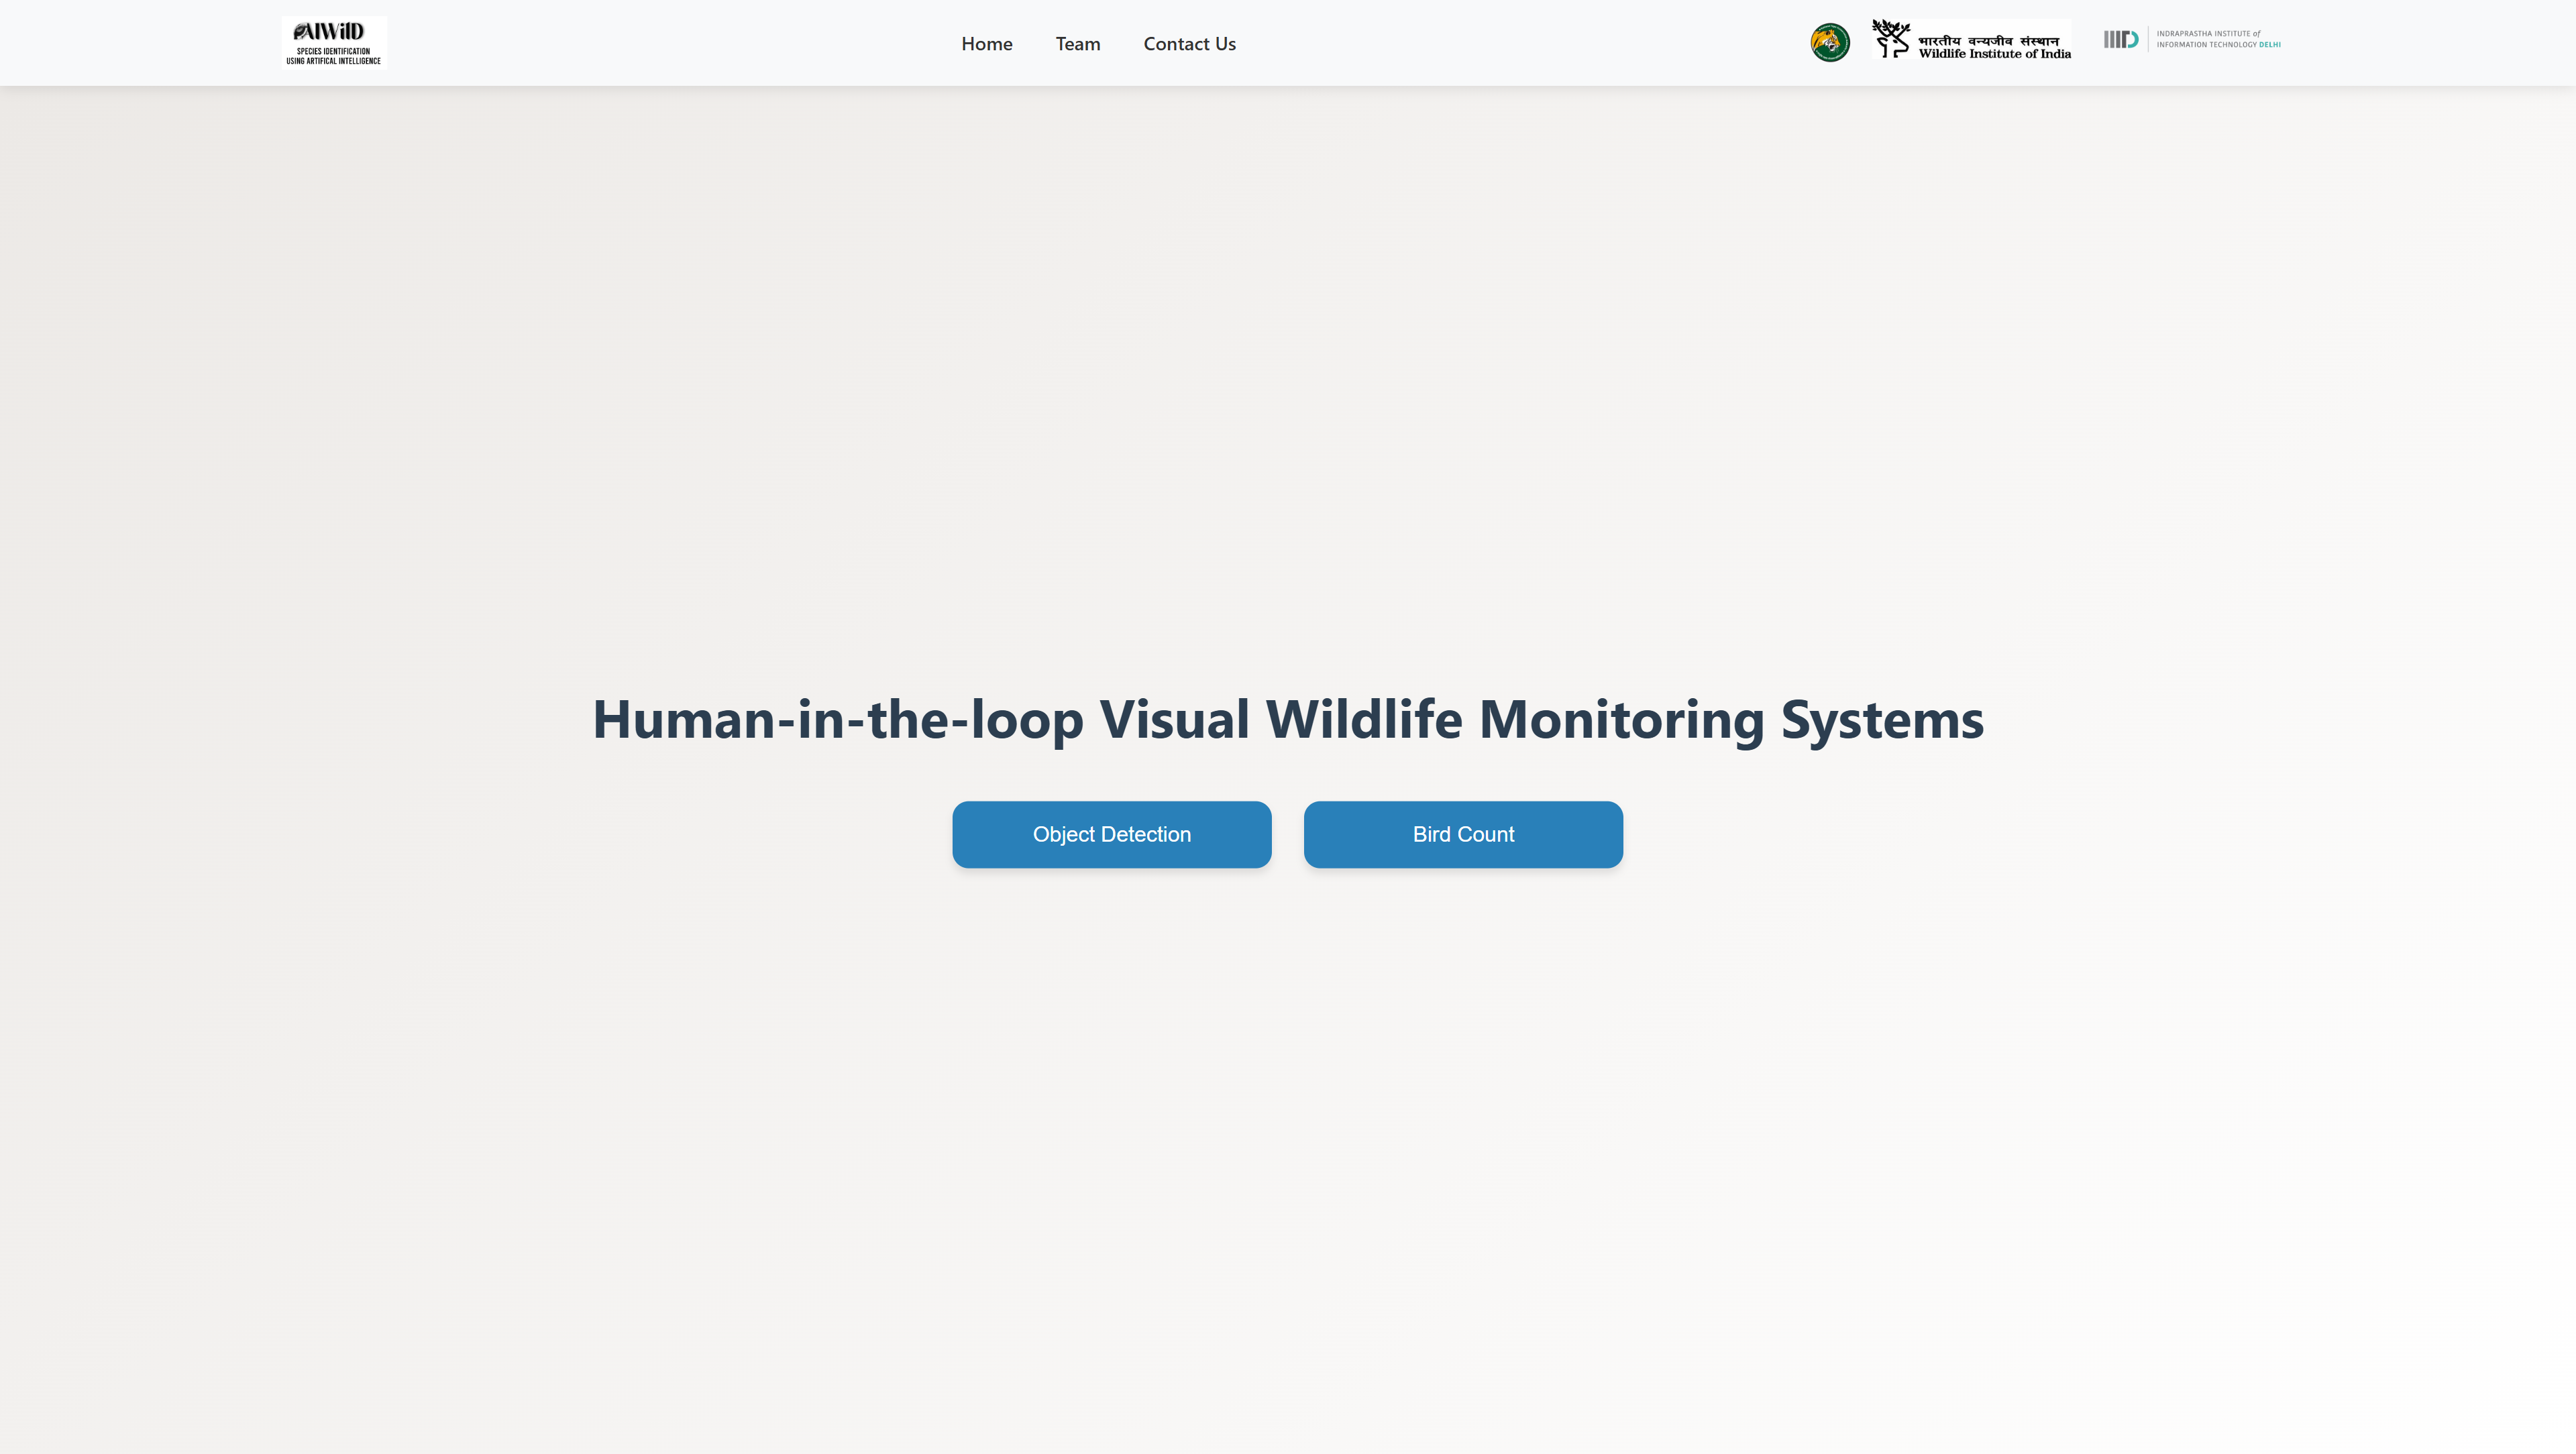 AIWilD
SPECIES IDENTIFICATION
USING ARTIFICAL INTELLIGENCE
Home
Team
Contact Us
भारतीय वन्यजीव संस्थान
Wildlife Institute of India
INDRAPRASTHA INSTITUTE of
INFORMATION TECHNOLOGY DELHI
Human-in-the-loop Visual Wildlife Monitoring Systems
Object Detection
Bird Count